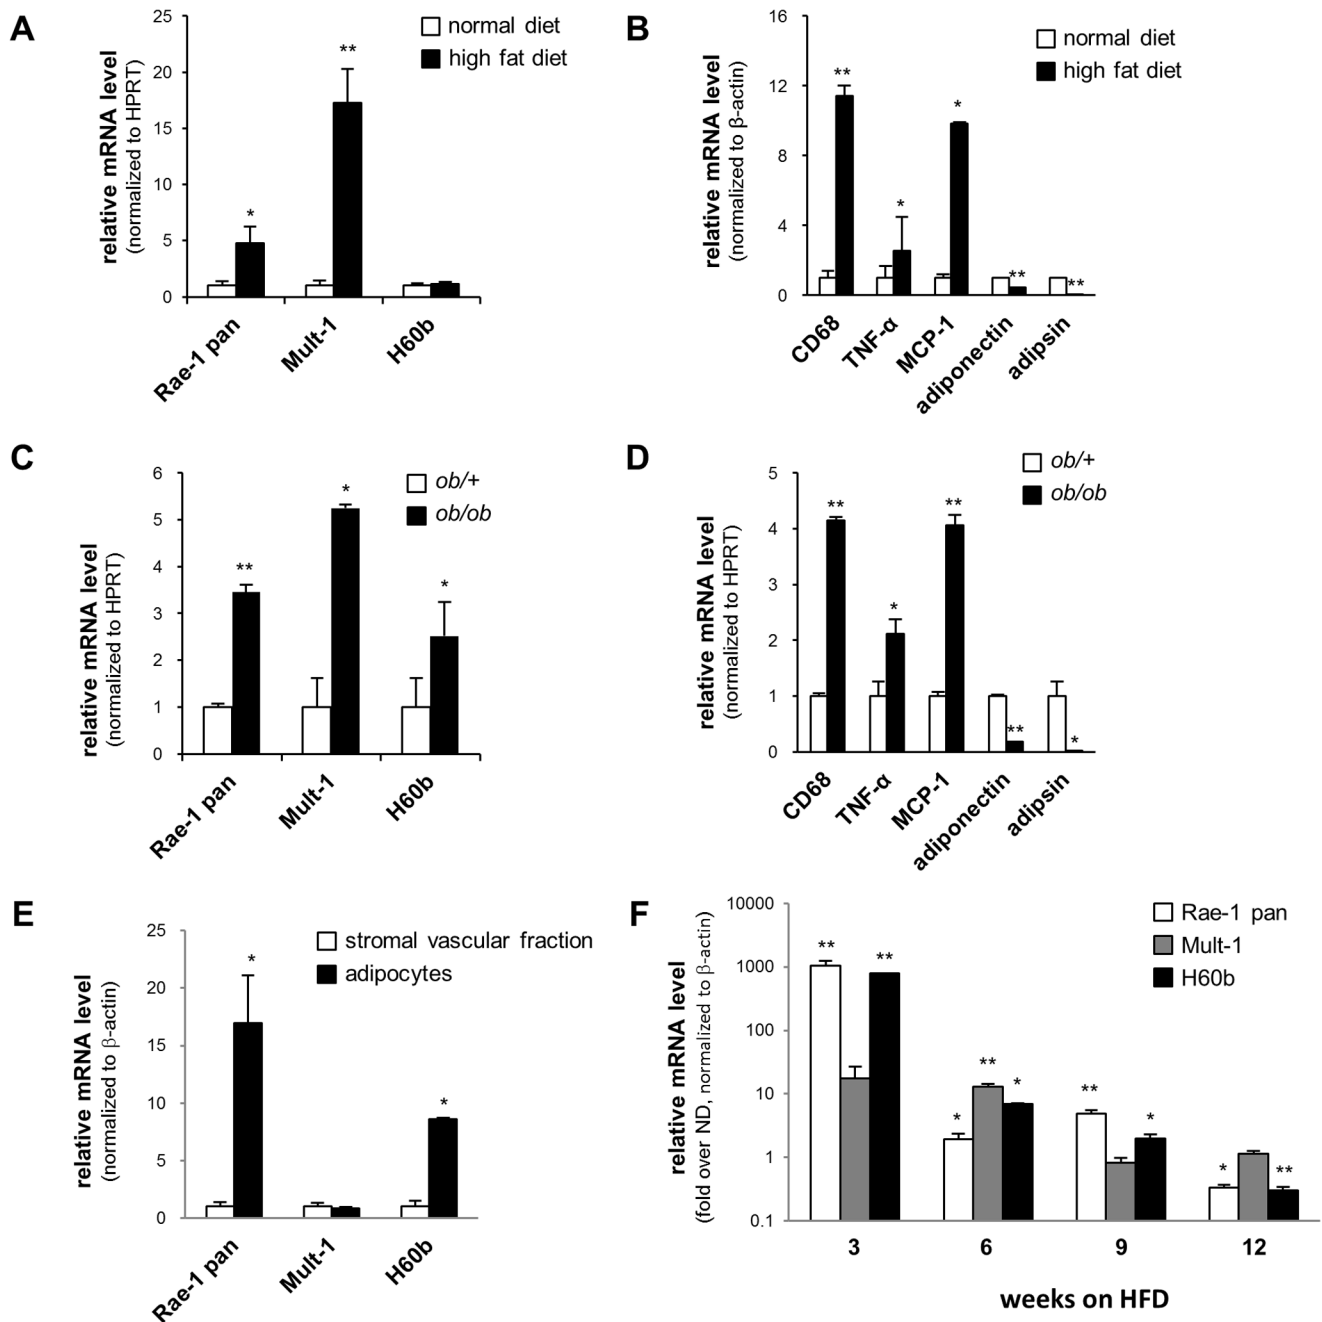 A
relative mRNA level
(normalized to HPRT)
25
20
15
10
5
0
normal diet
high fat diet
*
**
Rae-1 pan
Mult-1
H60b
B
relative mRNA level
(normalized to β-actin)
16
12
8
4
0
normal diet
high fat diet
**
*
*
**
**
CD68
TNF-α
MCP-1
adiponectin
adipsin
C
relative mRNA level
(normalized to HPRT)
6
5
4
3
2
1
0
ob/+
ob/ob
**
*
*
Rae-1 pan
Mult-1
H60b
D
relative mRNA level
(normalized to HPRT)
5
4
3
2
1
0
ob/+
ob/ob
**
*
**
**
*
CD68
TNF-α
MCP-1
adiponectin
adipsin
E
relative mRNA level
(normalized to β-actin)
25
20
15
10
5
0
stromal vascular fraction
adipocytes
*
*
Rae-1 pan
Mult-1
H60b
F
relative mRNA level
(fold over ND, normalized to β-actin)
10000
1000
100
10
1
0.1
Rae-1 pan
Mult-1
H60b
**
**
*
**
*
**
*
*
**
3
6
9
12
weeks on HFD